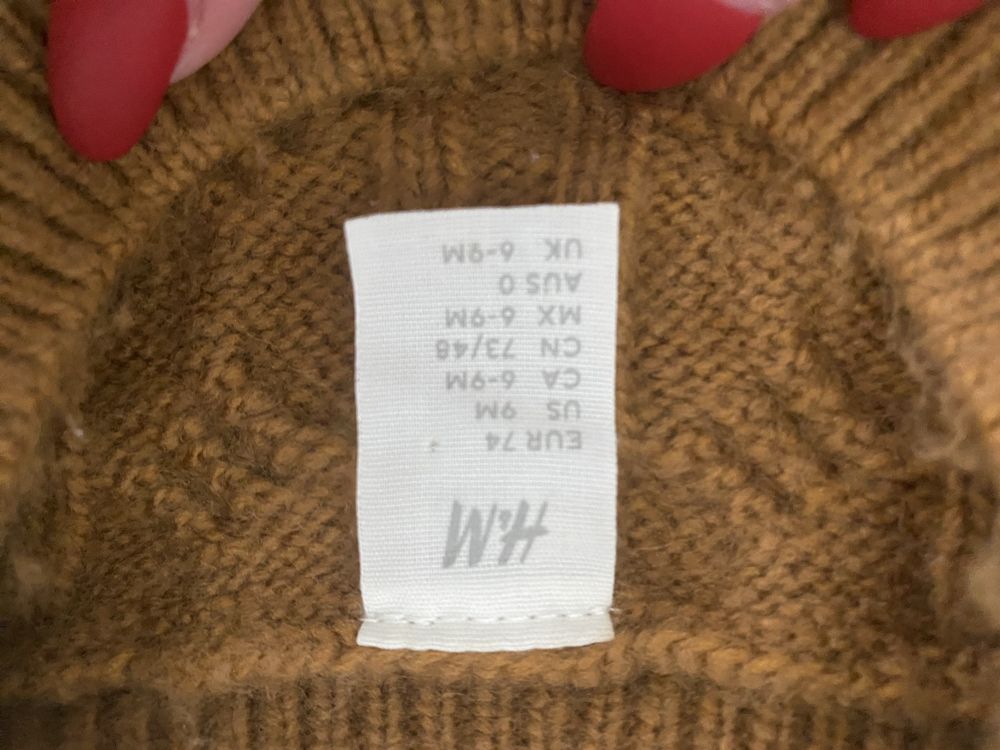 H&M
EUR 74
US 9M
CA 6-9M
CN 73/48
MX 6-9M
AUS 0
UK 6-9M